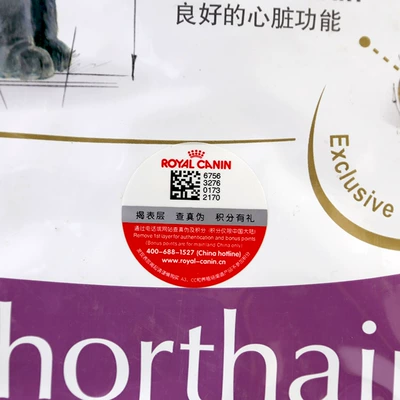 良好的心脏功能
Exclusive
ROYAL CANIN
6756
3276
0173
2170
揭表层 查真伪 积分有礼
通过电话或网站查真伪及积分 (积分仅限中国大陆)
Remove 1st layer for authentication and bonus points
(Bonus points are for mainland China only)
400-688-1527 (China hotline)
www.royal-canin.cn
horthai